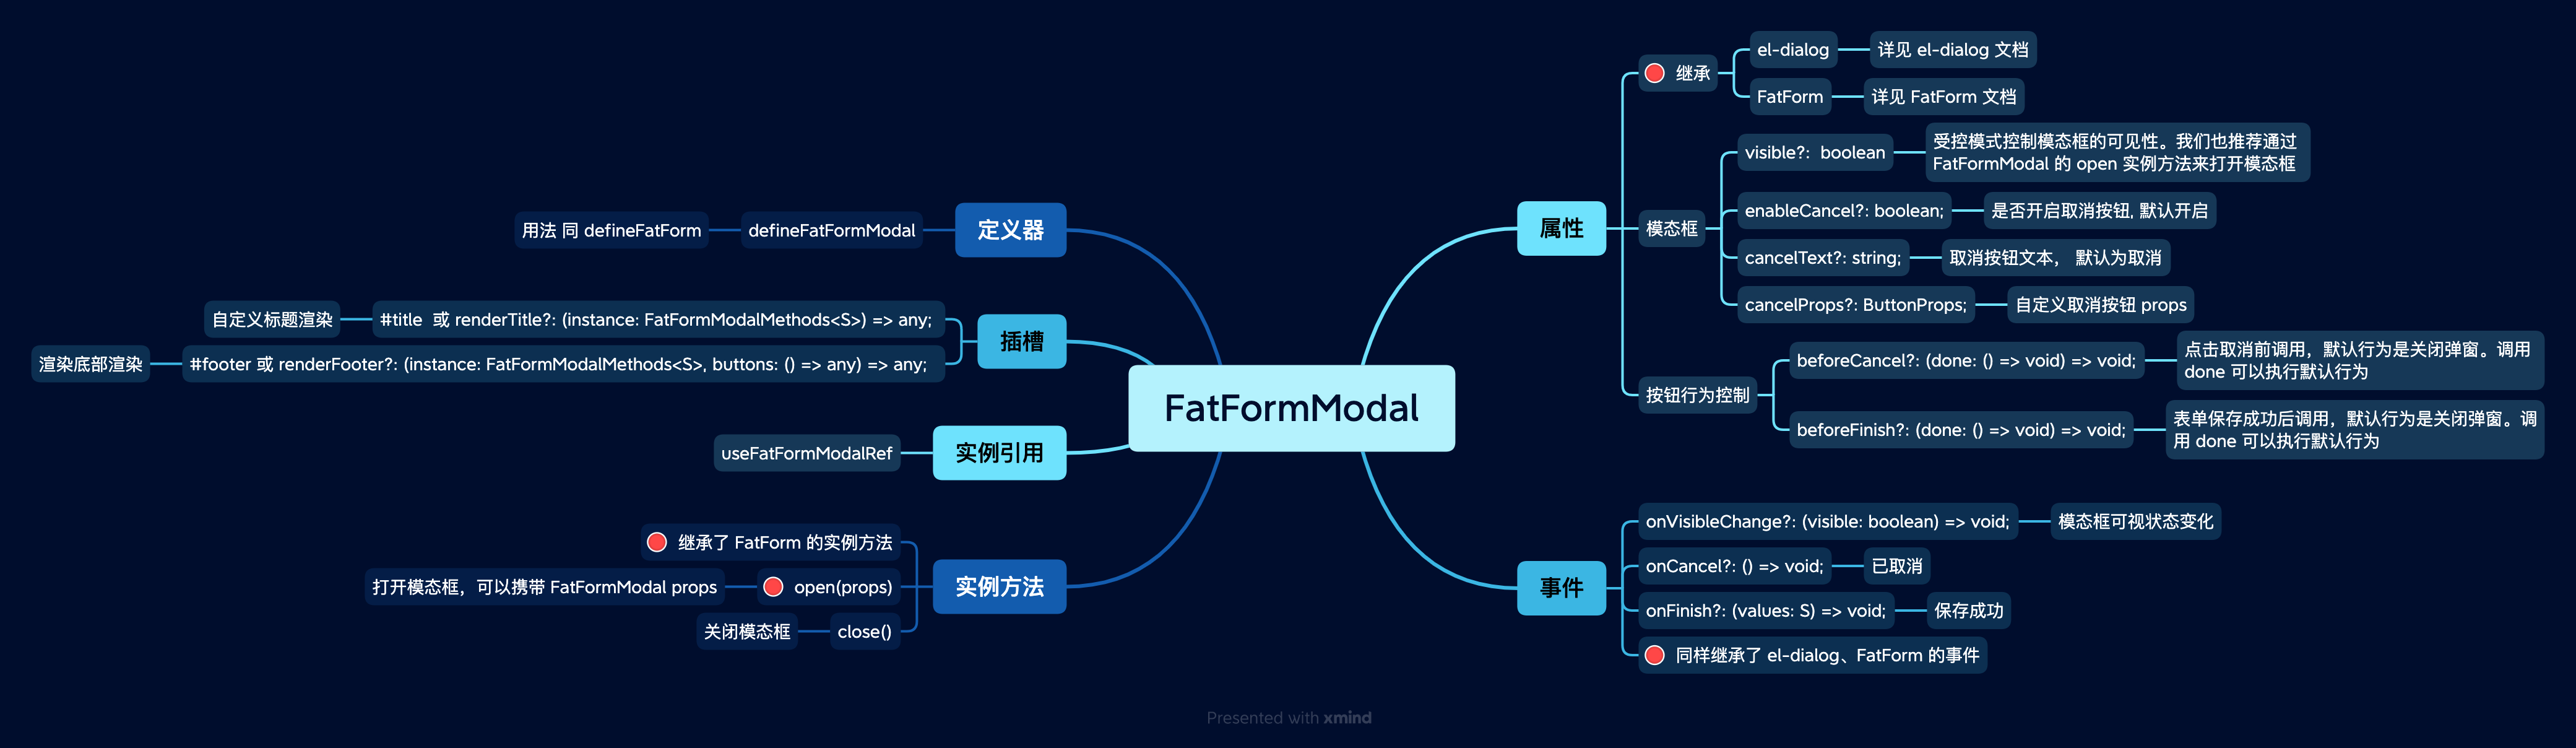 FatFormModal
定义器
defineFatFormModal
用法 同 defineFatForm
插槽
#title 或 renderTitle?: (instance: FatFormModalMethods<S>) => any;
自定义标题渲染
#footer 或 renderFooter?: (instance: FatFormModalMethods<S>, buttons: () => any) => any;
渲染底部渲染
实例引用
useFatFormModalRef
实例方法
继承了 FatForm 的实例方法
open(props)
打开模态框，可以携带 FatFormModal props
close()
关闭模态框
属性
继承
el-dialog
详见 el-dialog 文档
FatForm
详见 FatForm 文档
模态框
visible?: boolean
受控模式控制模态框的可见性。我们也推荐通过
FatFormModal 的 open 实例方法来打开模态框
enableCancel?: boolean;
是否开启取消按钮, 默认开启
cancelText?: string;
取消按钮文本， 默认为取消
cancelProps?: ButtonProps;
自定义取消按钮 props
按钮行为控制
beforeCancel?: (done: () => void) => void;
点击取消前调用，默认行为是关闭弹窗。调用
done 可以执行默认行为
beforeFinish?: (done: () => void) => void;
表单保存成功后调用，默认行为是关闭弹窗。调
用 done 可以执行默认行为
事件
onVisibleChange?: (visible: boolean) => void;
模态框可视状态变化
onCancel?: () => void;
已取消
onFinish?: (values: S) => void;
保存成功
同样继承了 el-dialog、FatForm 的事件
Presented with xmind